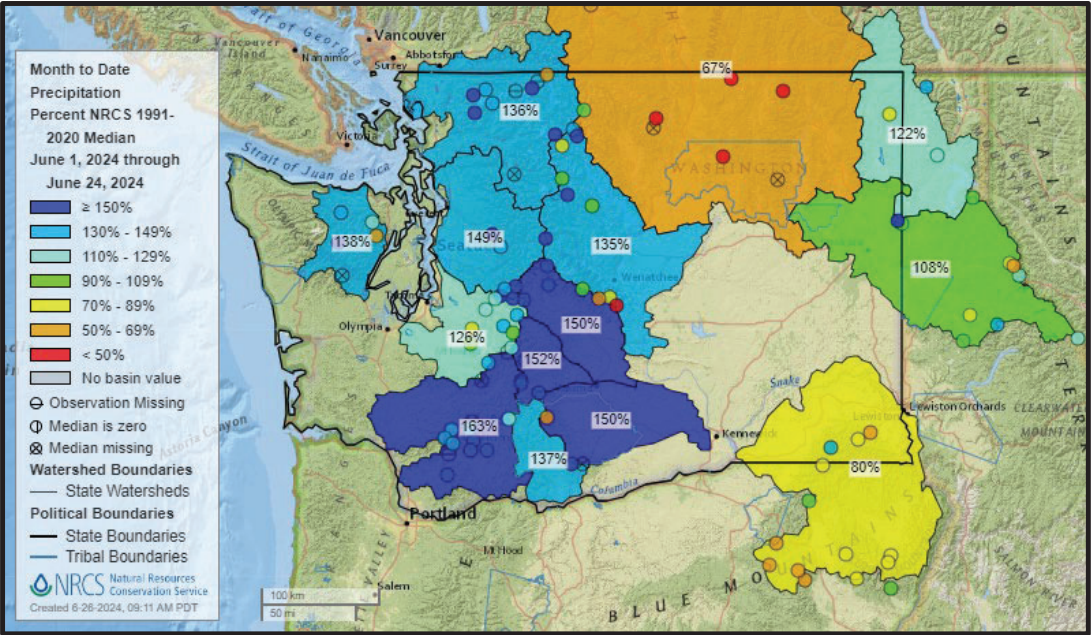 Month to Date
Precipitation
Percent NRCS 1991-
2020 Median
June 1, 2024 through
June 24, 2024
≥ 150%
130% - 149%
110% - 129%
90% - 109%
70% - 89%
50% - 69%
< 50%
No basin value
Observation Missing
Median is zero
Median missing
Watershed Boundaries
State Watersheds
Political Boundaries
State Boundaries
Tribal Boundaries
NRCS Natural Resources
Conservation Service
Created 6-26-2024, 09:11 AM PDT
Strait of Georgia
Vancouver
Vancouver
Island
Nanaimo
Abbotsford
Surrey
Victoria
Strait of Juan de Fuca
67%
136%
122%
WASHINGTON
138%
149%
Seattle
135%
108%
Wenatchee
Olympia
126%
150%
152%
163%
150%
137%
Snake
Lewiston
Lewiston Orchards
CLEARWATER
MOUNTAINS
80%
Kennewick
Columbia
Astoria Canyon
Portland
Mt Hood
VALLEY
Salem
BLUE MOUNTAINS
SALMON RIVER
100 km
50 mi